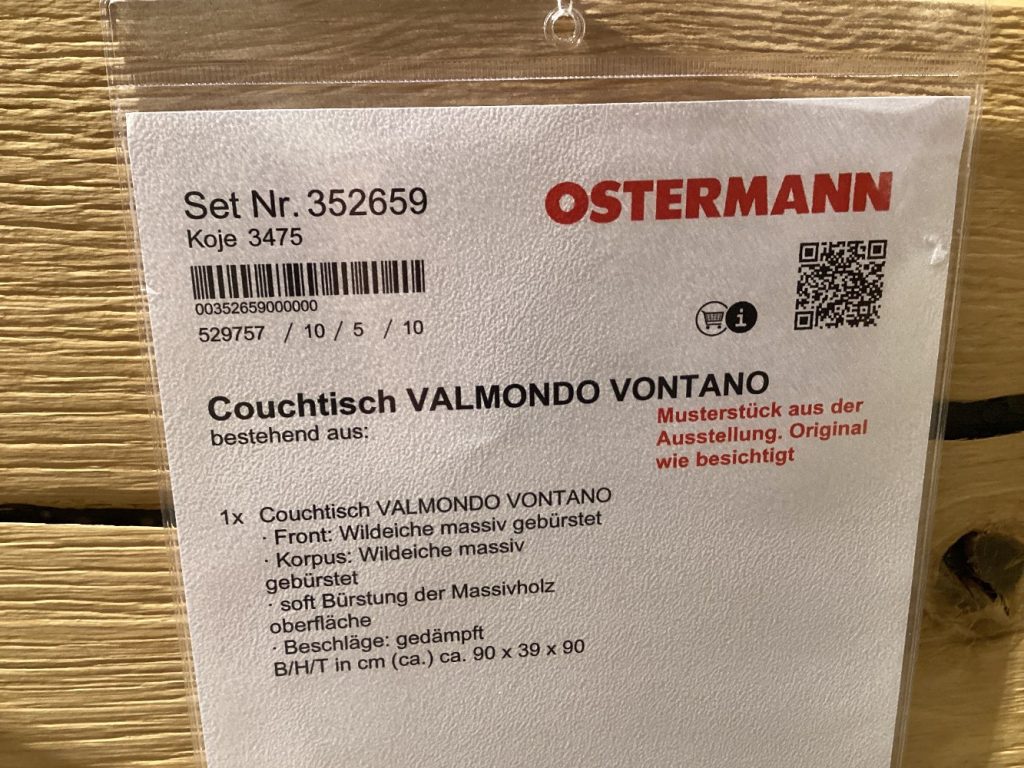 Set Nr. 352659
OSTERMANN
Koje 3475
00352659000000
529757 / 10 / 5 / 10
i
Couchtisch VALMONDO VONTANO
bestehend aus:
Musterstück aus der
Ausstellung. Original
wie besichtigt
1x Couchtisch VALMONDO VONTANO
· Front: Wildeiche massiv gebürstet
· Korpus: Wildeiche massiv
gebürstet
· soft Bürstung der Massivholz
oberfläche
· Beschläge: gedämpft
B/H/T in cm (ca.) ca. 90 x 39 x 90